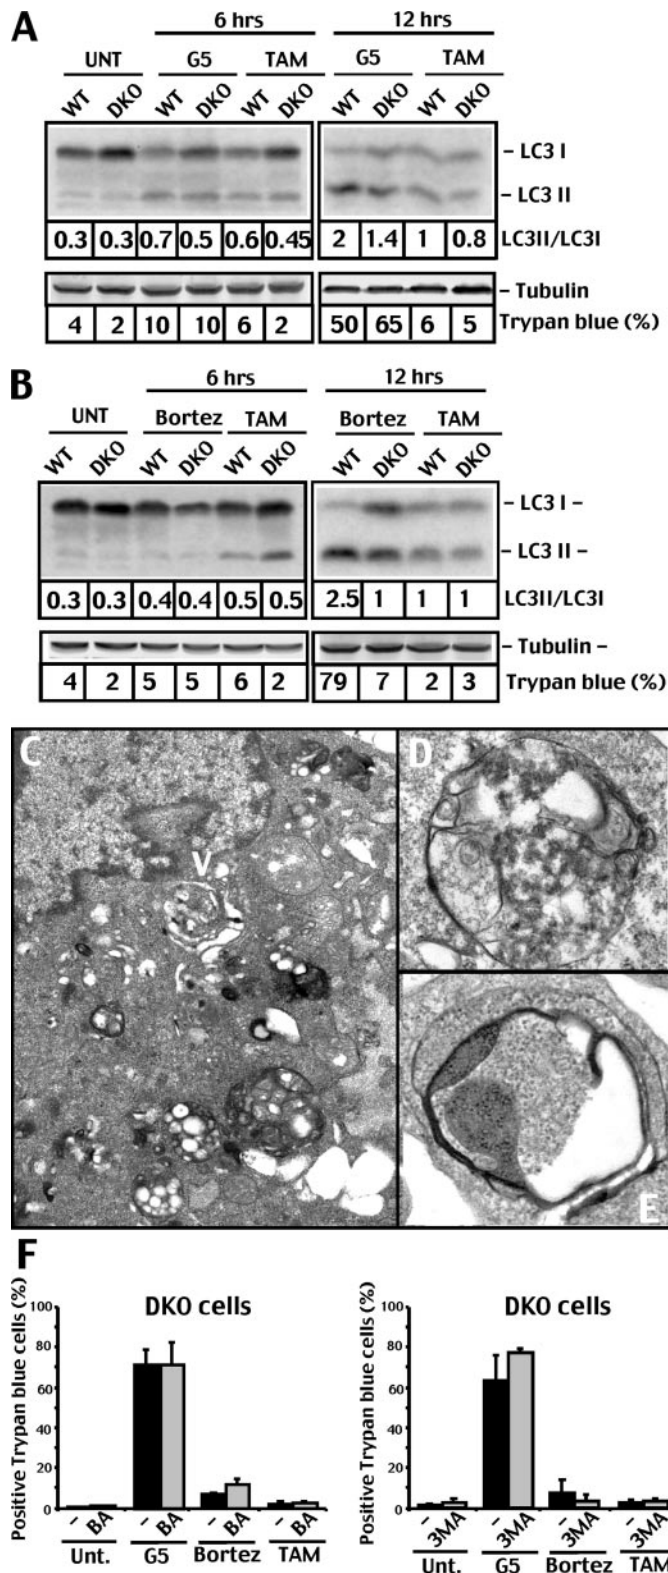 A
6 hrs 12 hrs
UNT G5 TAM G5 TAM
WT DKO WT DKO WT DKO WT DKO WT DKO
– LC3 I
– LC3 II
0.3 0.3 0.7 0.5 0.6 0.45 2 1.4 1 0.8 LC3II/LC3I
– Tubulin
4 2 10 10 6 2 50 65 6 5 Trypan blue (%)
B
6 hrs 12 hrs
UNT Bortez TAM Bortez TAM
WT DKO WT DKO WT DKO WT DKO WT DKO
– LC3 I –
– LC3 II –
0.3 0.3 0.4 0.4 0.5 0.5 2.5 1 1 1 LC3II/LC3I
– Tubulin –
4 2 5 5 6 2 79 7 2 3 Trypan blue (%)
C
D
V
E
F
DKO cells
Positive Trypan blue cells (%)
100
80
60
40
20
0
– BA – BA – BA – BA
Unt. G5 Bortez TAM
DKO cells
Positive Trypan blue cells (%)
100
80
60
40
20
0
– 3MA – 3MA – 3MA – 3MA
Unt. G5 Bortez TAM